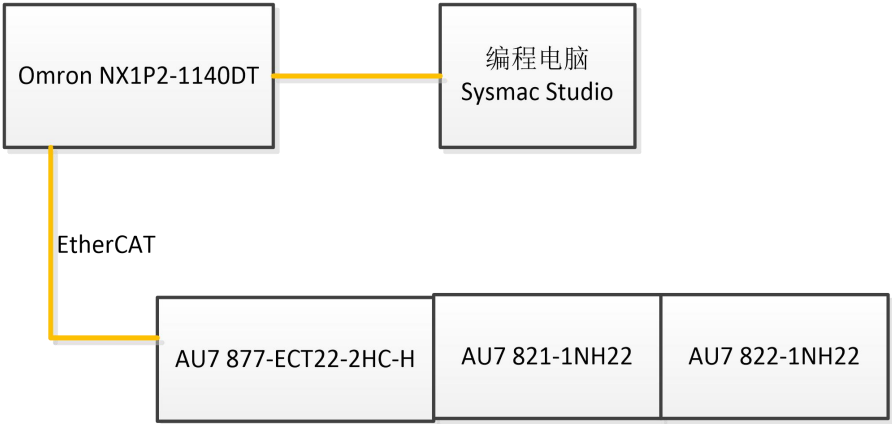 Omron NX1P2-1140DT
编程电脑
Sysmac Studio
EtherCAT
AU7 877-ECT22-2HC-H
AU7 821-1NH22
AU7 822-1NH22